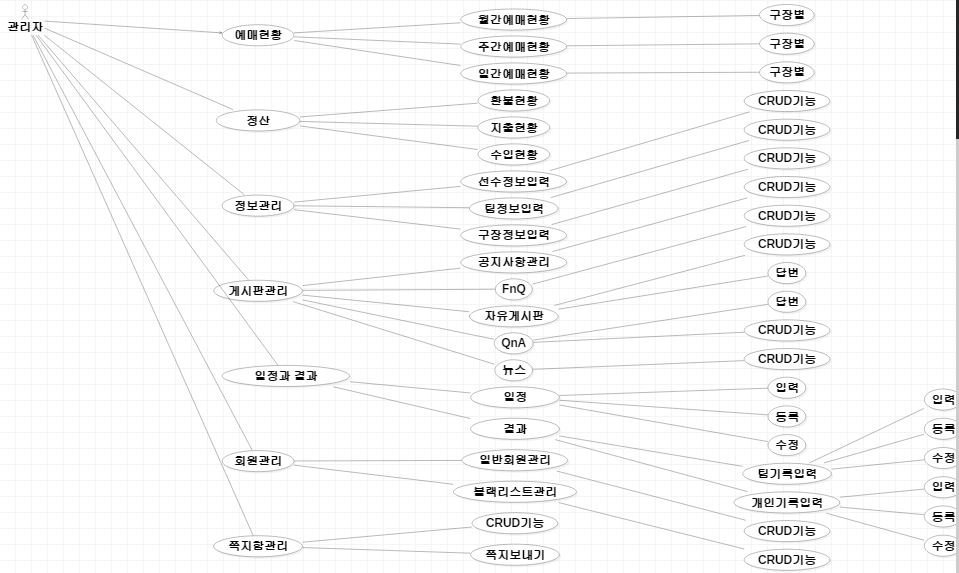 관리자
예매현황
월간예매현황
구장별
주간예매현황
구장별
일간예매현황
구장별
정산
환불현황
지출현황
수입현황
정보관리
선수정보입력
CRUD기능
팀정보입력
CRUD기능
구장정보입력
CRUD기능
게시판관리
공지사항관리
CRUD기능
FnQ
CRUD기능
자유게시판
CRUD기능
답변
QnA
답변
CRUD기능
뉴스
CRUD기능
일정과 결과
일정
입력
등록
수정
결과
팀기록입력
입력
등록
수정
개인기록입력
입력
등록
수정
회원관리
일반회원관리
CRUD기능
블랙리스트관리
CRUD기능
쪽지함관리
CRUD기능
쪽지보내기